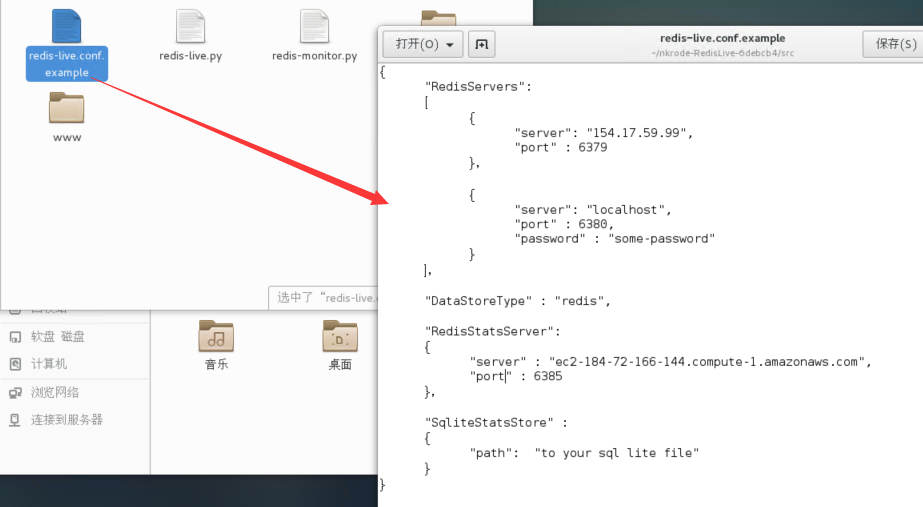 redis-live.conf.
example
redis-live.py
redis-monitor.py
www
选中了“redis-live.
软盘 磁盘
计算机
浏览网络
连接到服务器
音乐
桌面
打开(O)
redis-live.conf.example
~/nkrode-RedisLive-6debcb4/src
保存(S)
{
"RedisServers":
[
{
"server": "154.17.59.99",
"port" : 6379
},
{
"server": "localhost",
"port" : 6380,
"password" : "some-password"
}
],
"DataStoreType" : "redis",
"RedisStatsServer":
{
"server" : "ec2-184-72-166-144.compute-1.amazonaws.com",
"port" : 6385
},
"SqliteStatsStore" :
{
"path":  "to your sql lite file"
}
}